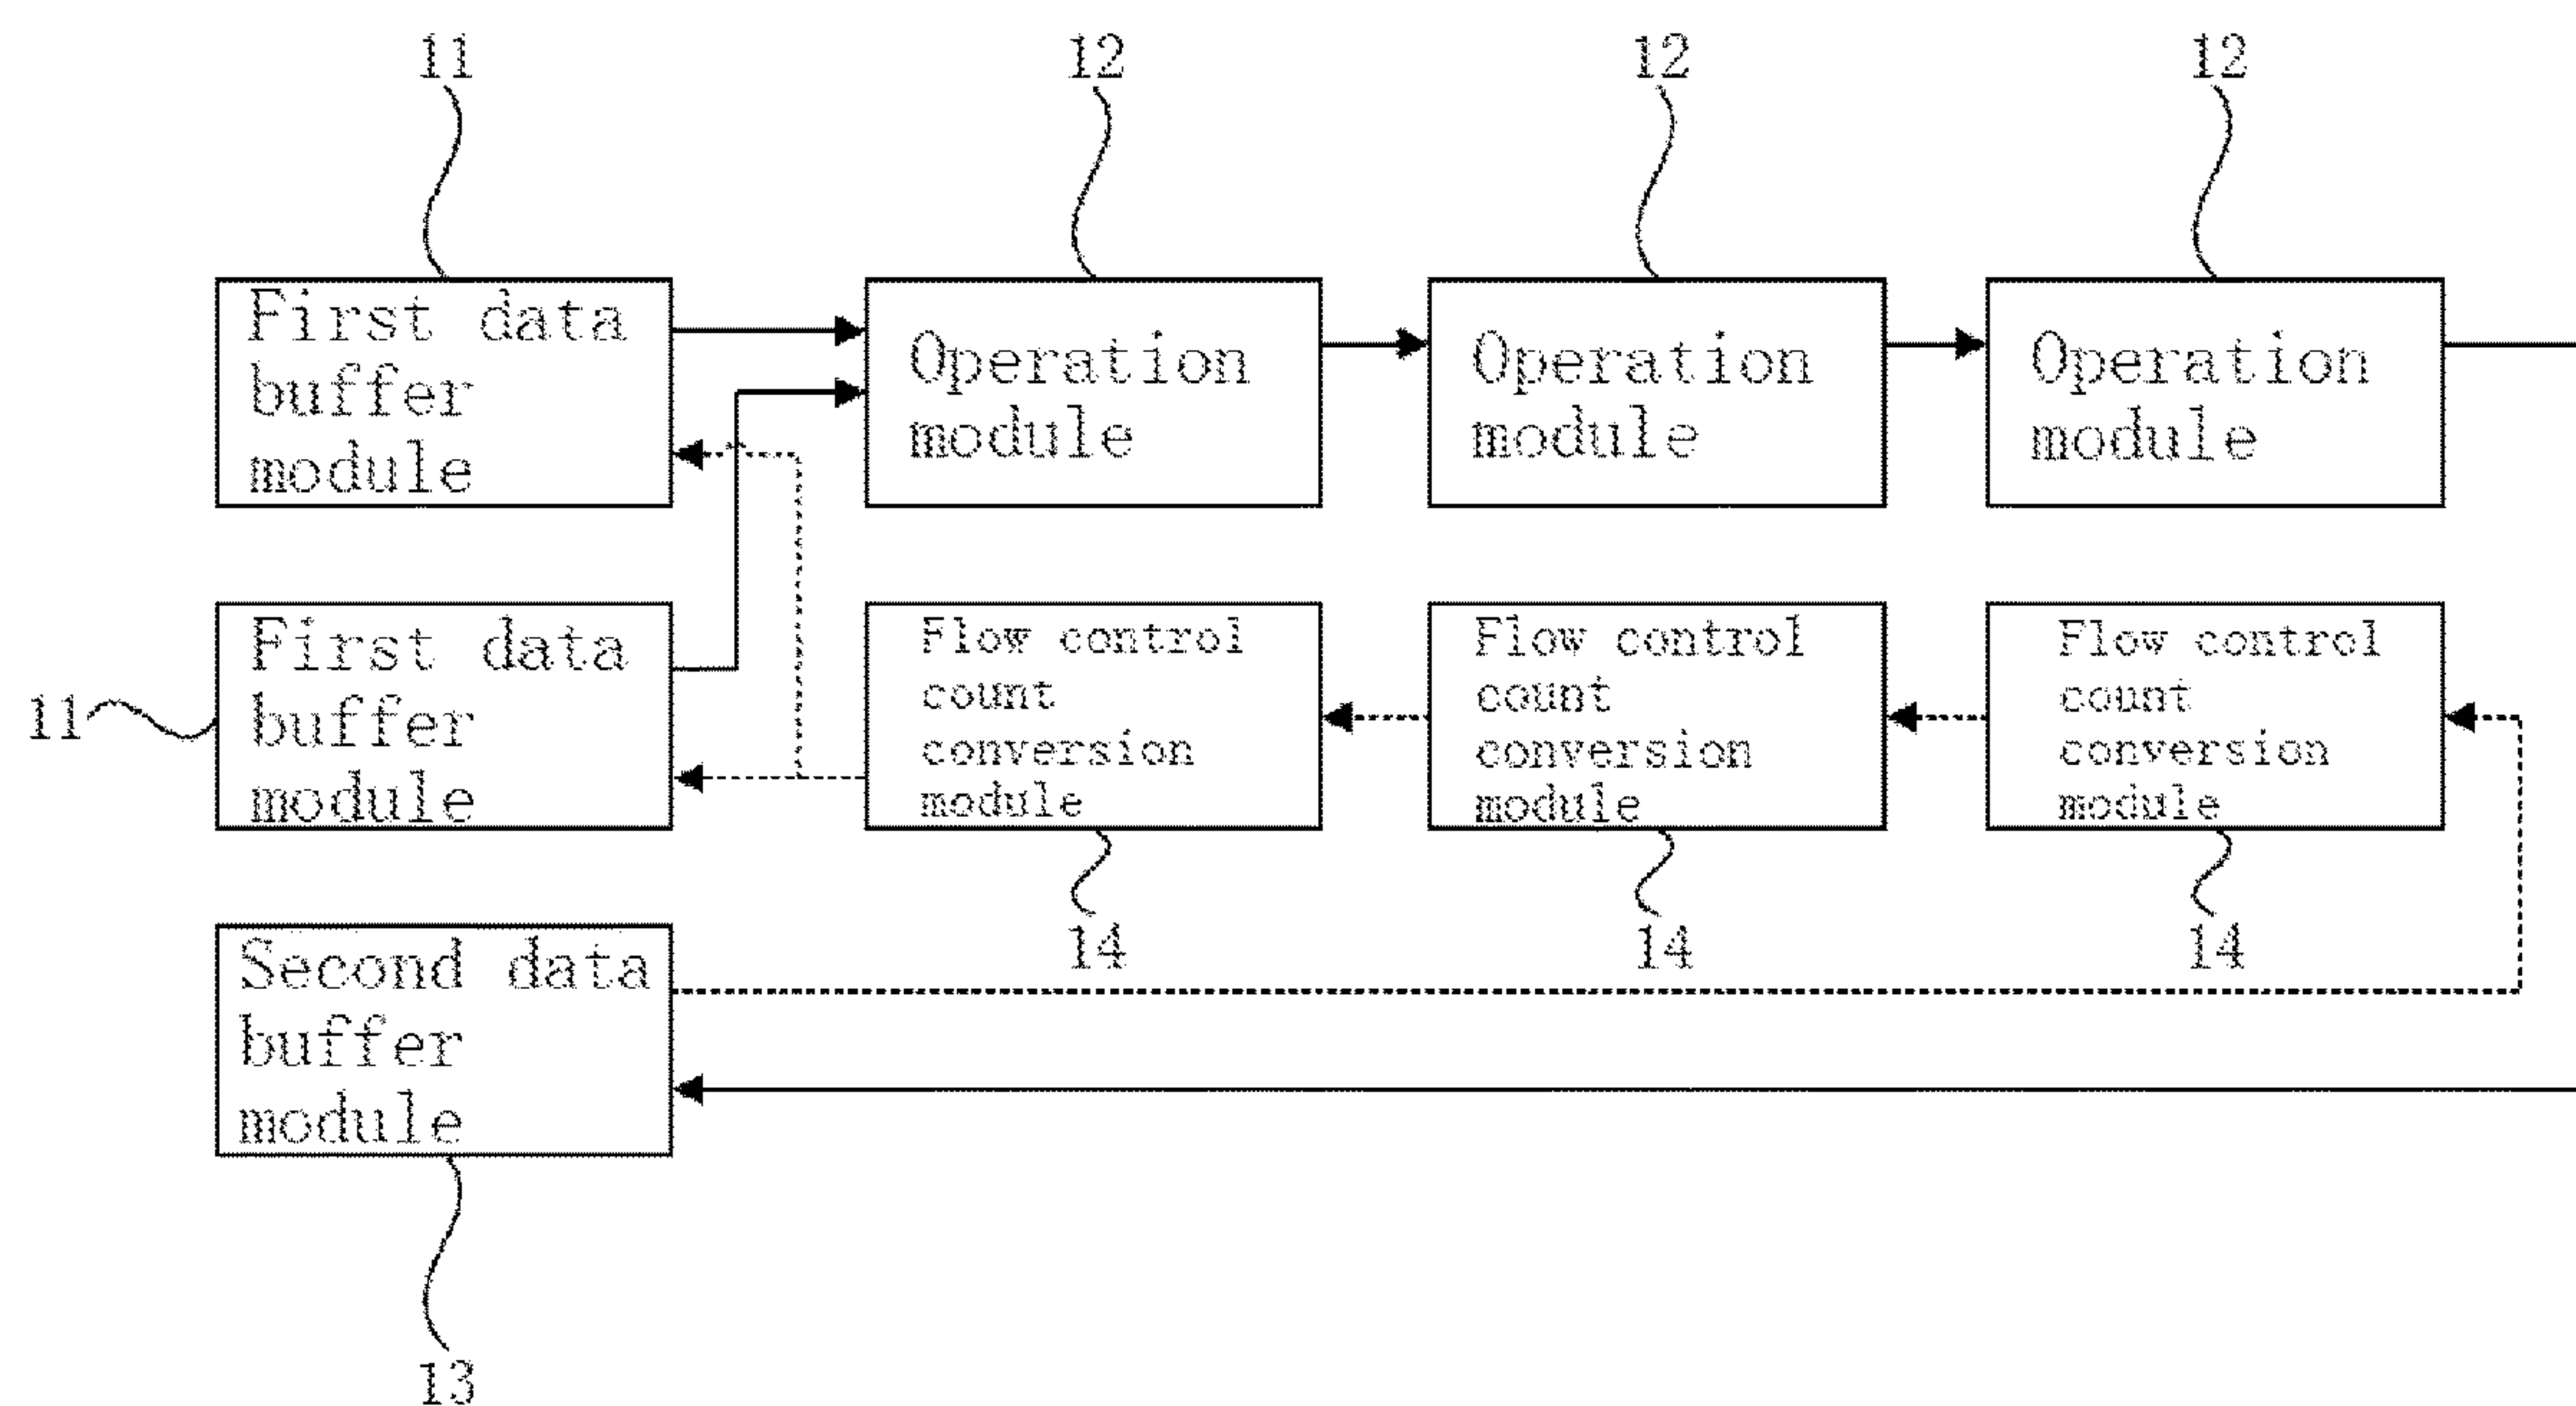 11
12
12
12
First data
buffer
module
Operation
module
Operation
module
Operation
module
11
First data
buffer
module
Flow control
count
conversion
module
Flow control
count
conversion
module
Flow control
count
conversion
module
14
14
14
Second data
buffer
module
13